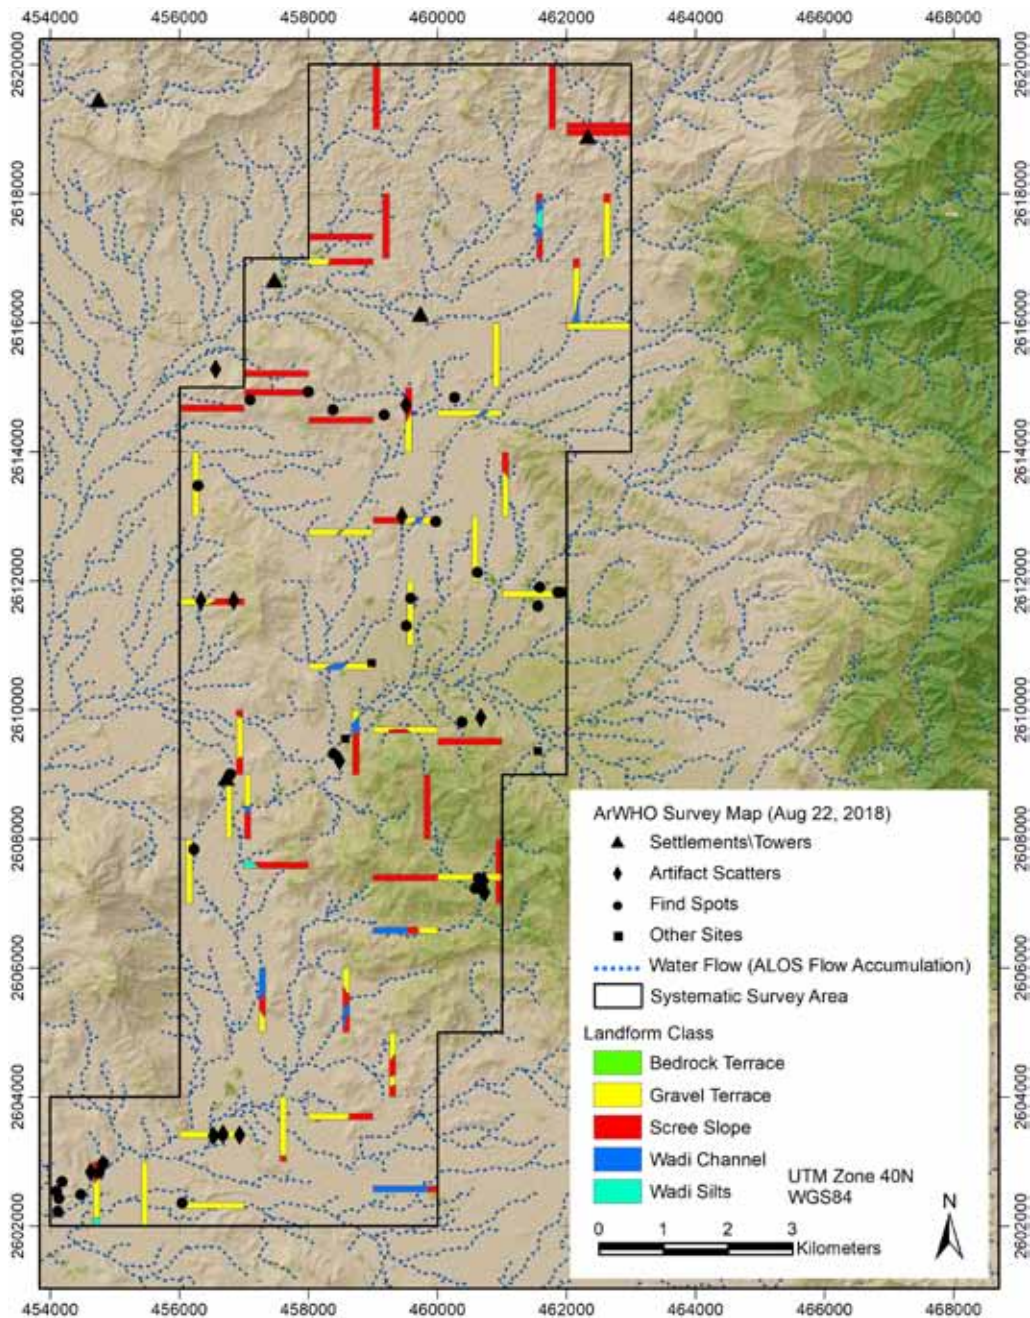 454000 456000 458000 460000 462000 464000 466000 468000
2620000 2620000
2618000 2618000
2616000 2616000
2614000 2614000
2612000 2612000
2610000 2610000
2608000 2608000
2606000 2606000
2604000 2604000
2602000 2602000
ArWHO Survey Map (Aug 22, 2018)
Settlements\Towers
Artifact Scatters
Find Spots
Other Sites
Water Flow (ALOS Flow Accumulation)
Systematic Survey Area
Landform Class
Bedrock Terrace
Gravel Terrace
Scree Slope
Wadi Channel
Wadi Silts
UTM Zone 40N
WGS84
N
0 1 2 3
Kilometers
454000 456000 458000 460000 462000 464000 466000 468000